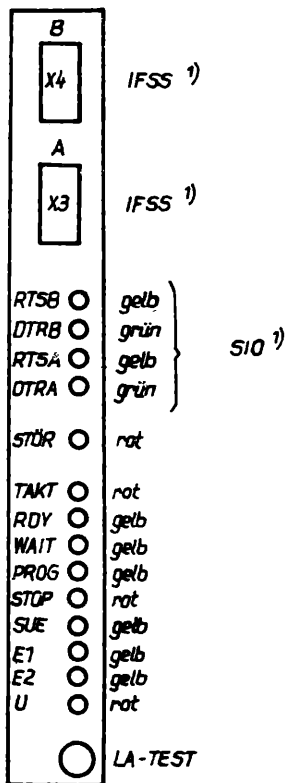 B
X4 IFSS 1)
A
X3 IFSS 1)
RTSB gelb
DTRB grün
RTSA gelb
DTRA grün
SIO 1)
STÖR rot
TAKT rot
RDY gelb
WAIT gelb
PROG gelb
STOP rot
SUE gelb
E1 gelb
E2 gelb
U rot
LA-TEST